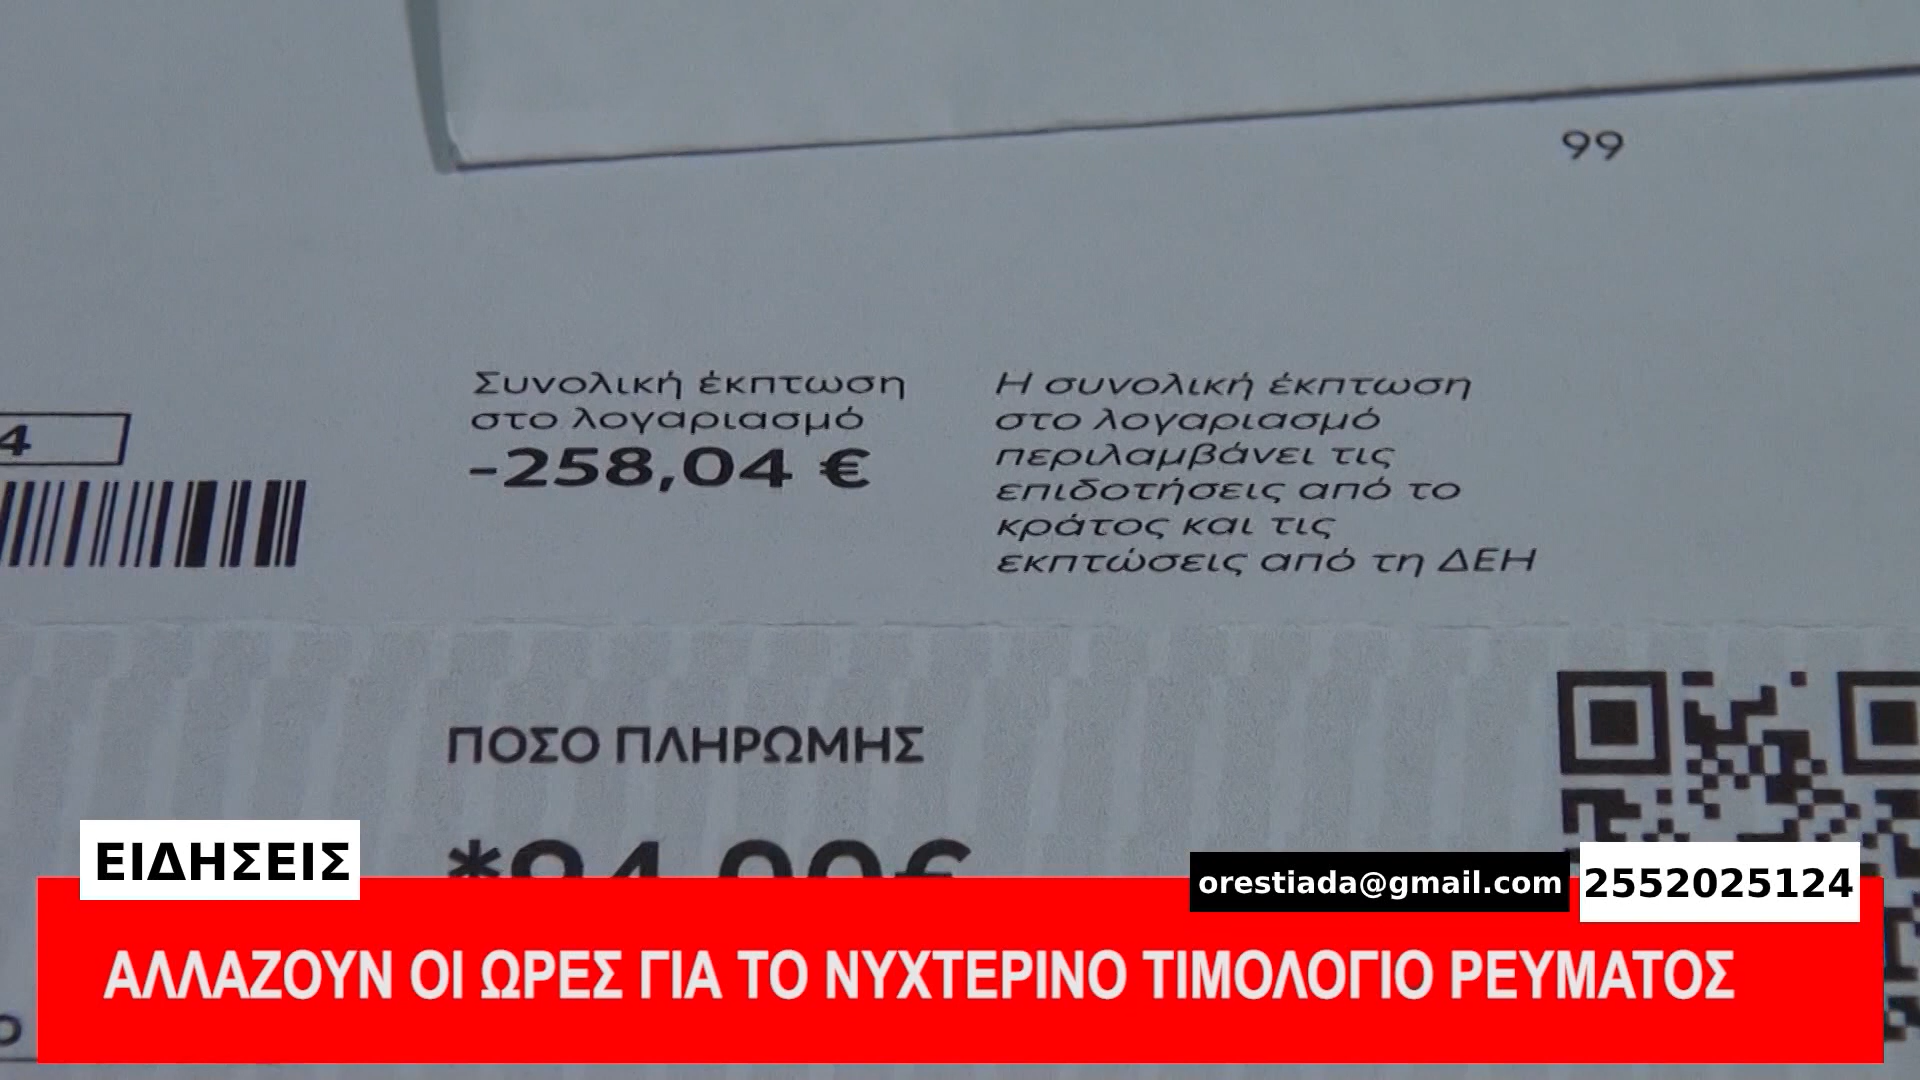 99
Συνολική έκπτωση
στο λογαριασμό
-258,04 €
Η συνολική έκπτωση
στο λογαριασμό
περιλαμβάνει τις
επιδοτήσεις από το
κράτος και τις
εκπτώσεις από τη ΔΕΗ
4
ΠΟΣΟ ΠΛΗΡΩΜΗΣ
ΕΙΔΗΣΕΙΣ
orestiada@gmail.com
2552025124
ΑΛΛΑΖΟΥΝ ΟΙ ΩΡΕΣ ΓΙΑ ΤΟ ΝΥΧΤΕΡΙΝΟ ΤΙΜΟΛΟΓΙΟ ΡΕΥΜΑΤΟΣ